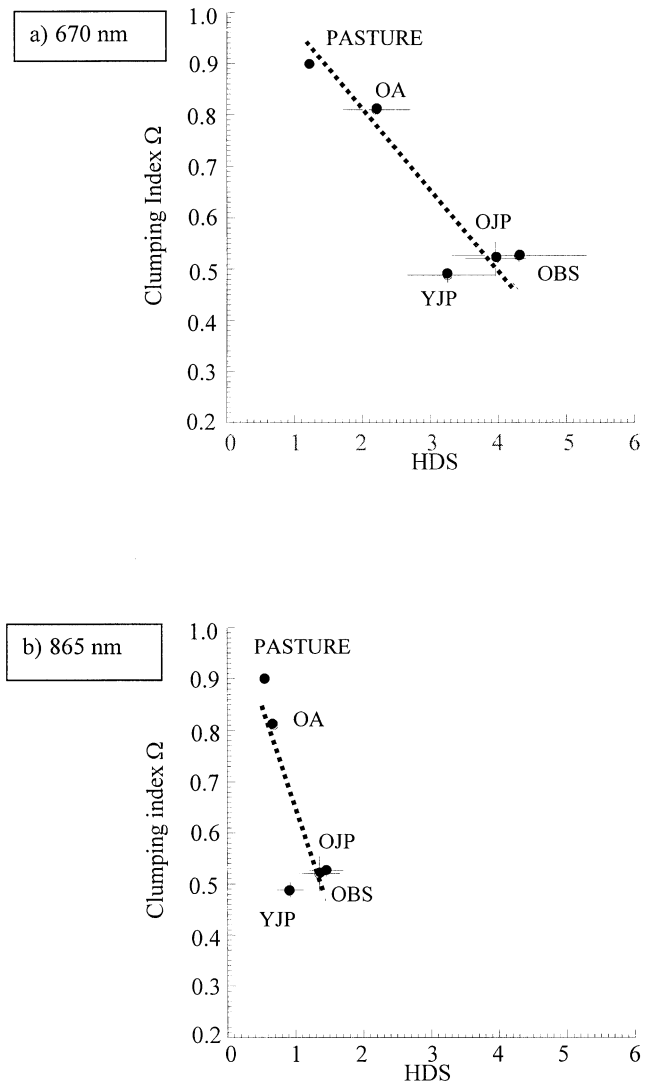 a) 670 nm
1.0
0.9
0.8
0.7
0.6
0.5
0.4
0.3
0.2
Clumping Index Ω
PASTURE
OA
OJP
OBS
YJP
0 1 2 3 4 5 6
HDS
b) 865 nm
1.0
0.9
0.8
0.7
0.6
0.5
0.4
0.3
0.2
Clumping index Ω
PASTURE
OA
OJP
OBS
YJP
0 1 2 3 4 5 6
HDS